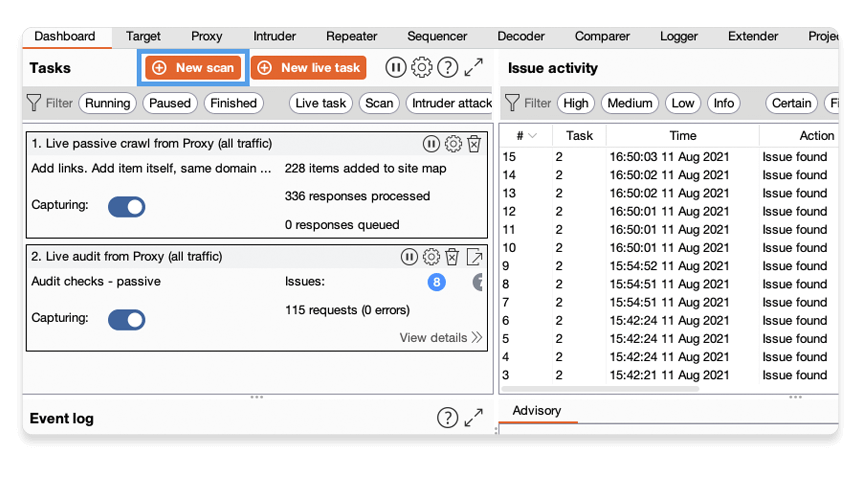 Dashboard Target Proxy Intruder Repeater Sequencer Decoder Comparer Logger Extender Projec
Tasks New scan New live task
Filter Running Paused Finished Live task Scan Intruder attack
1. Live passive crawl from Proxy (all traffic)
Add links. Add item itself, same domain ... 228 items added to site map
336 responses processed
Capturing:
0 responses queued
2. Live audit from Proxy (all traffic)
Audit checks - passive Issues: 8 7
115 requests (0 errors)
Capturing:
View details
Event log
Issue activity
Filter High Medium Low Info Certain Fi
# Task Time Action
15 2 16:50:03 11 Aug 2021 Issue found
14 2 16:50:02 11 Aug 2021 Issue found
13 2 16:50:02 11 Aug 2021 Issue found
12 2 16:50:01 11 Aug 2021 Issue found
11 2 16:50:01 11 Aug 2021 Issue found
10 2 16:50:01 11 Aug 2021 Issue found
9 2 15:54:52 11 Aug 2021 Issue found
8 2 15:54:51 11 Aug 2021 Issue found
7 2 15:54:51 11 Aug 2021 Issue found
6 2 15:42:24 11 Aug 2021 Issue found
5 2 15:42:24 11 Aug 2021 Issue found
4 2 15:42:24 11 Aug 2021 Issue found
3 2 15:42:21 11 Aug 2021 Issue found
Advisory